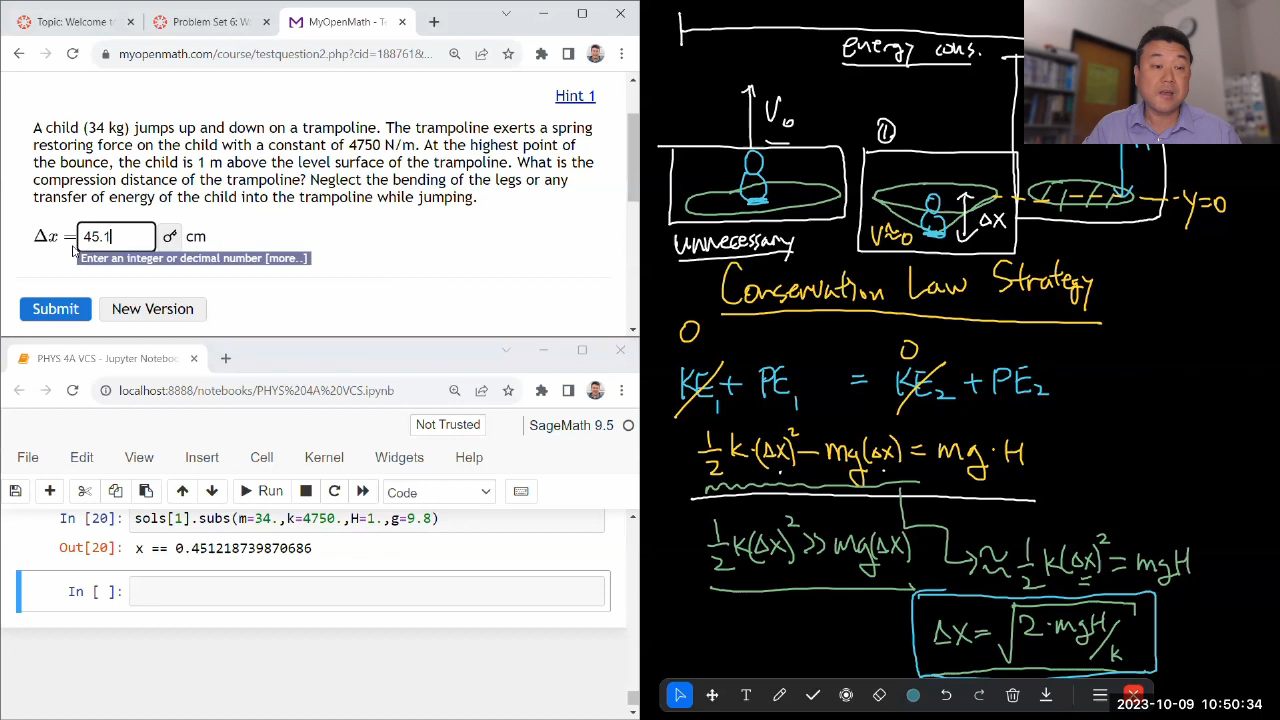 Topic: Welcome t
Problem Set 6: W
MyOpenMath - Te
Hint 1
A child (34 kg) jumps up and down on a trampoline. The trampoline exerts a spring
restoring force on the child with a constant of 4750 N/m. At the highest point of
the bounce, the child is 1 m above the level surface of the trampoline. What is the
compression distance of the trampoline? Neglect the bending of the legs or any
transfer of energy of the child into the trampoline while jumping.
Δx = 45.1 cm
Enter an integer or decimal number [more..]
Submit
New Version
PHYS 4A VCS - Jupyter Noteboo
localhost:8888/notebooks/PHYS%204A%20VCS.ipynb
Not Trusted
SageMath 9.5
File Edit View Insert Cell Kernel Widgets Help
Run
Code
In [20]: sols[1].subs(m=34.,k=4750.,H=1.,g=9.8)
Out[20]: x == 0.451218739870686
In [ ]:
energy cons.
V₀
①
V≈0
ΔX
y=0
unnecessary
Conservation Law Strategy
0
0
KE₁ + PE₁ = KE₂ + PE₂
½ k·(Δx)² − mg(Δx) = mg·H
½ k(Δx)² >> mg(Δx)
→≈ ½ k(Δx)² = mgH
Δx = √(2·mgH/k)
2023-10-09 10:50:34